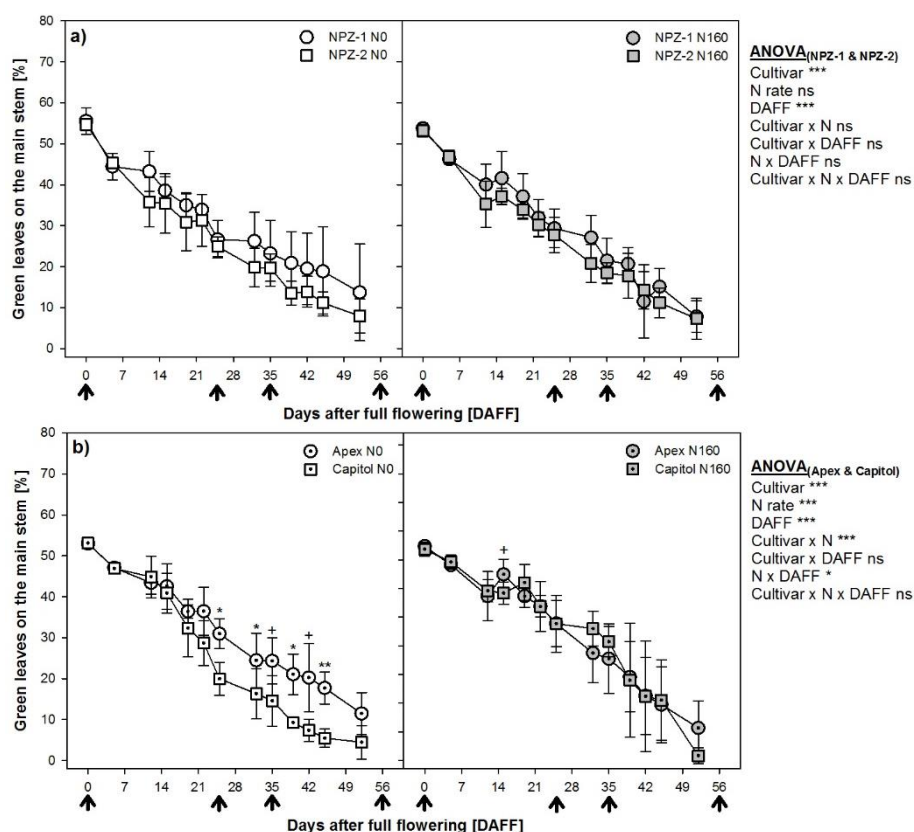 a)
NPZ-1 N0
NPZ-2 N0
NPZ-1 N160
NPZ-2 N160
Green leaves on the main stem [%]
80
70
60
50
40
30
20
10
0
0 7 14 21 28 35 42 49 56 0 7 14 21 28 35 42 49 56
Days after full flowering [DAFF]
ANOVA(NPZ-1 & NPZ-2)
Cultivar ***
N rate ns
DAFF ***
Cultivar x N ns
Cultivar x DAFF ns
N x DAFF ns
Cultivar x N x DAFF ns
b)
Apex N0
Capitol N0
Apex N160
Capitol N160
Green leaves on the main stem [%]
80
70
60
50
40
30
20
10
0
* * + * + **
+
0 7 14 21 28 35 42 49 56 0 7 14 21 28 35 42 49 56
Days after full flowering [DAFF]
ANOVA(Apex & Capitol)
Cultivar ***
N rate ***
DAFF ***
Cultivar x N ***
Cultivar x DAFF ns
N x DAFF *
Cultivar x N x DAFF ns